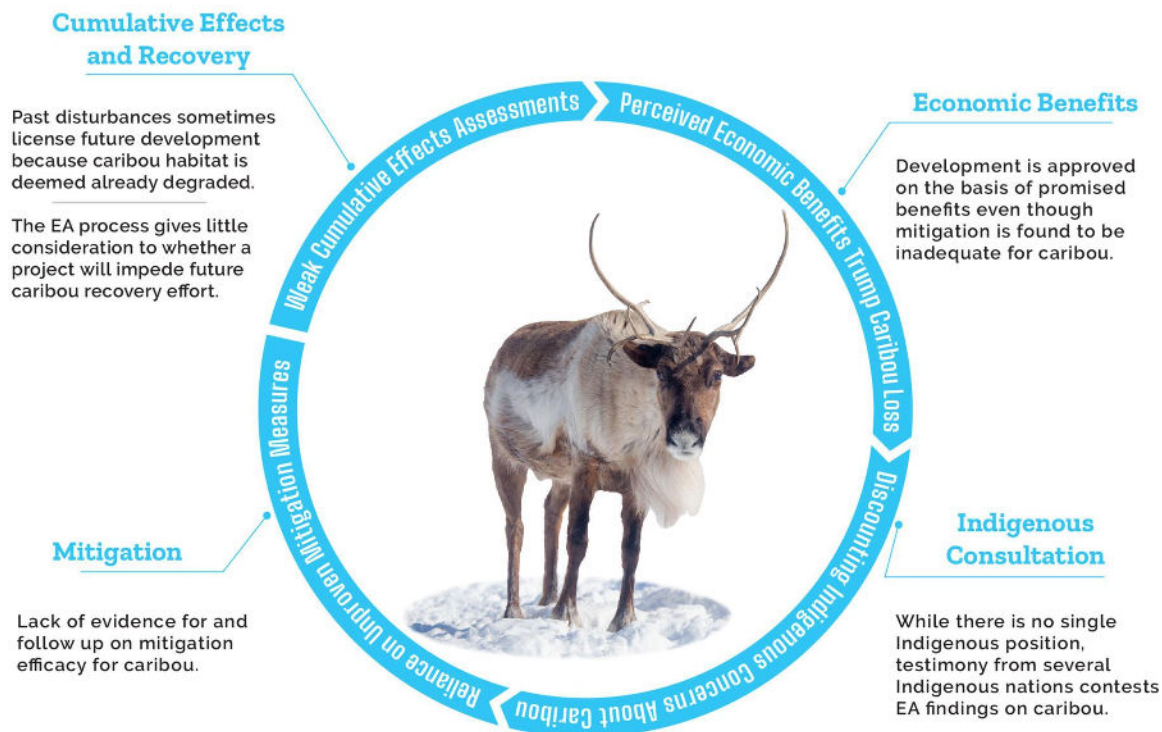 Cumulative Effects
and Recovery
Past disturbances sometimes
license future development
because caribou habitat is
deemed already degraded.
The EA process gives little
consideration to whether a
project will impede future
caribou recovery effort.
Weak Cumulative Effects Assessments
Perceived Economic Benefits Trump Caribou Loss
Economic Benefits
Development is approved
on the basis of promised
benefits even though
mitigation is found to be
inadequate for caribou.
Discounting Indigenous Concerns About Caribou
Indigenous
Consultation
While there is no single
Indigenous position,
testimony from several
Indigenous nations contests
EA findings on caribou.
Reliance on Unproven Mitigation Measures
Mitigation
Lack of evidence for and
follow up on mitigation
efficacy for caribou.